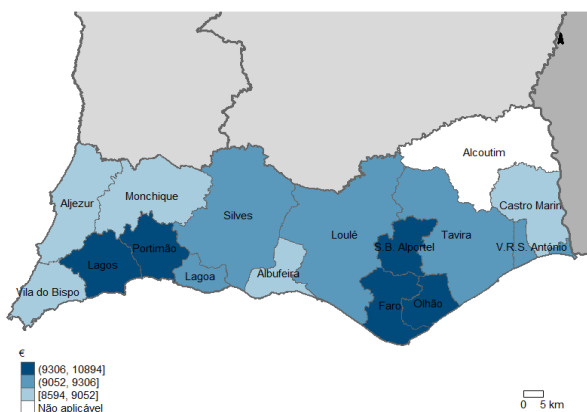 Alcoutim
Aljezur
Monchique
Castro Marim
Silves
Loulé
S.B. Alportel
Tavira
Portimão
V.R.S. António
Lagos
Lagoa
Albufeira
Vila do Bispo
Faro
Olhão
€
(9306, 10894]
(9052, 9306]
[8594, 9052]
Não aplicável
0 5 km